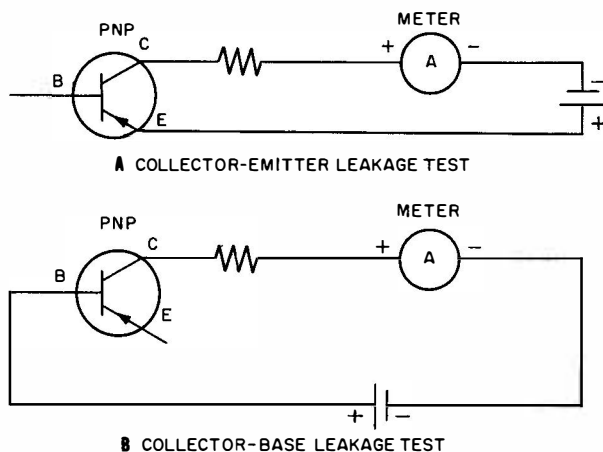 PNP
METER
C
+ A -
B
E
-
+
A COLLECTOR-EMITTER LEAKAGE TEST
PNP
METER
C
+ A -
B
E
+ -
B COLLECTOR-BASE LEAKAGE TEST